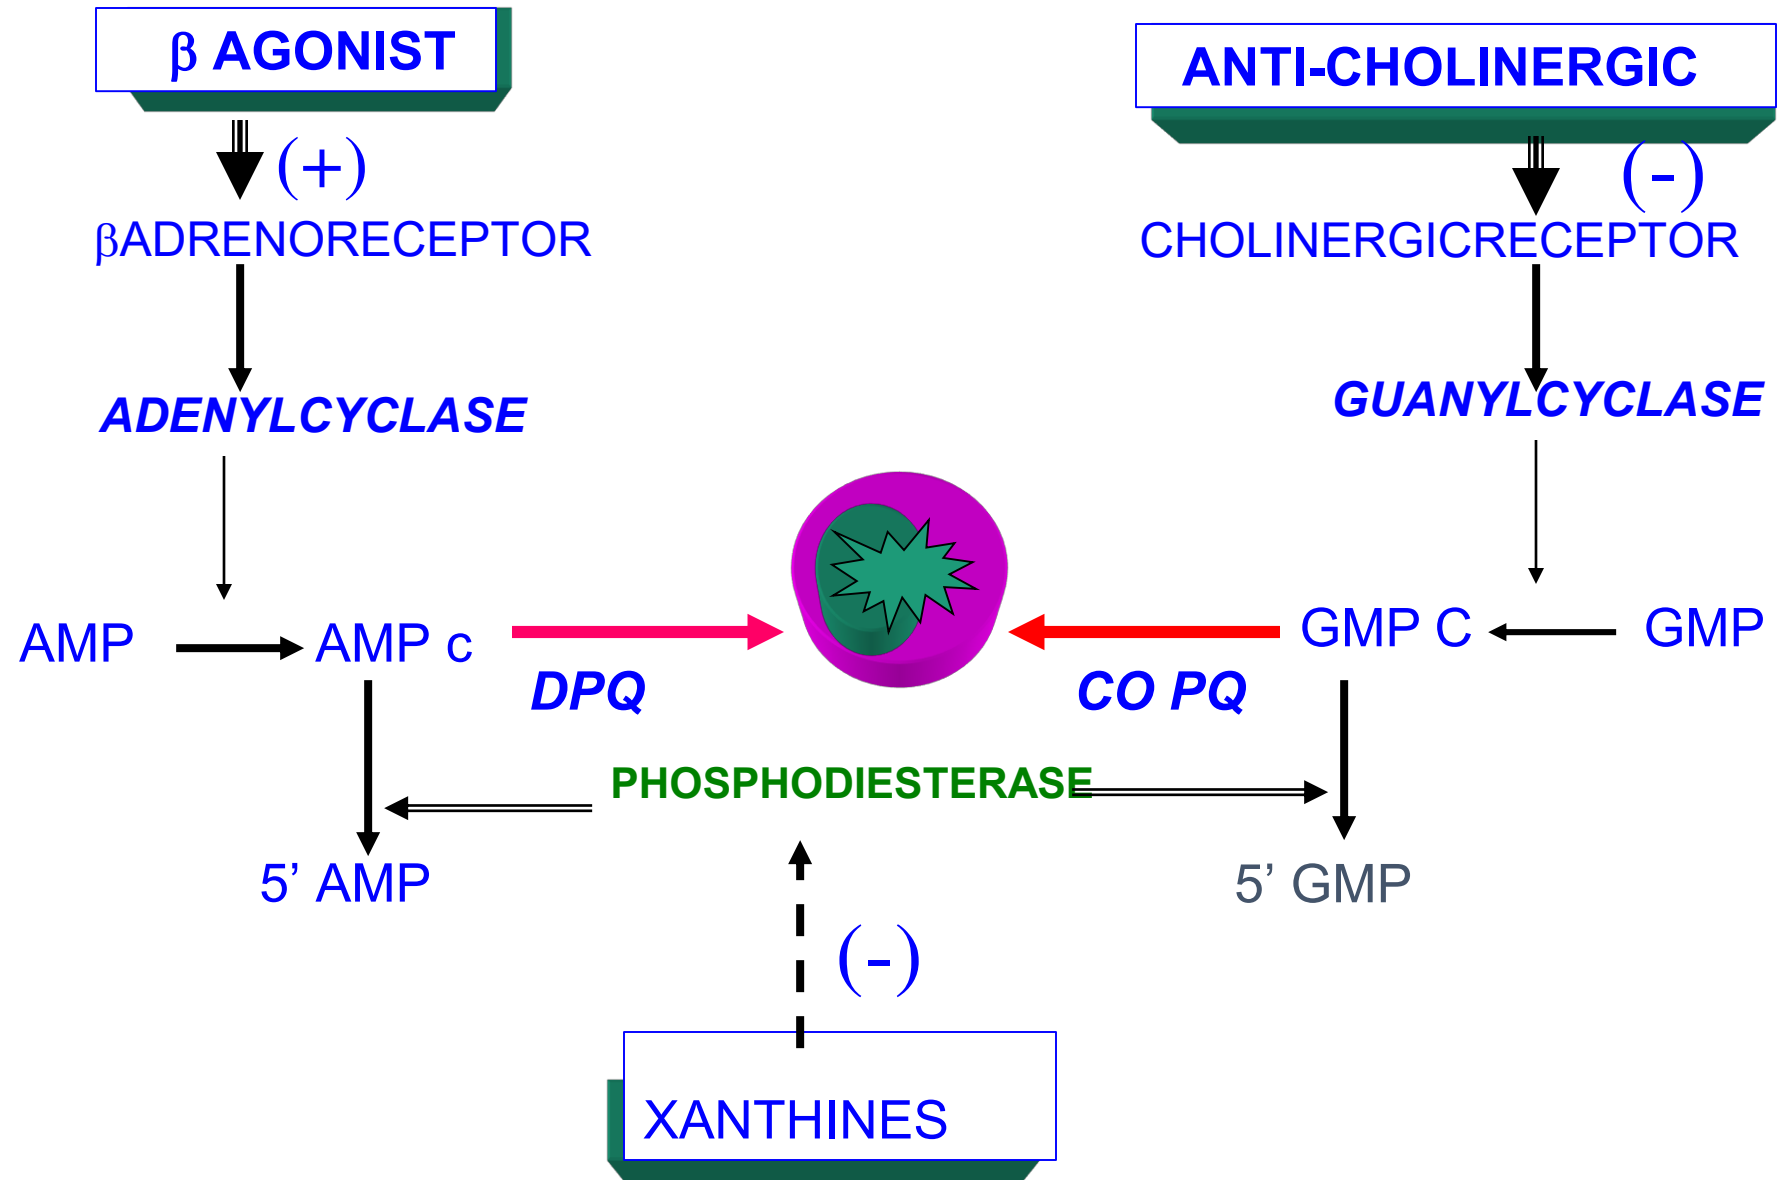 β AGONIST
ANTI-CHOLINERGIC
(+)
(-)
βADRENORECEPTOR
CHOLINERGICRECEPTOR
ADENYLCYCLASE
GUANYLCYCLASE
AMP
AMP c
GMP C
GMP
DPQ
CO PQ
PHOSPHODIESTERASE
5’ AMP
5’ GMP
(-)
XANTHINES